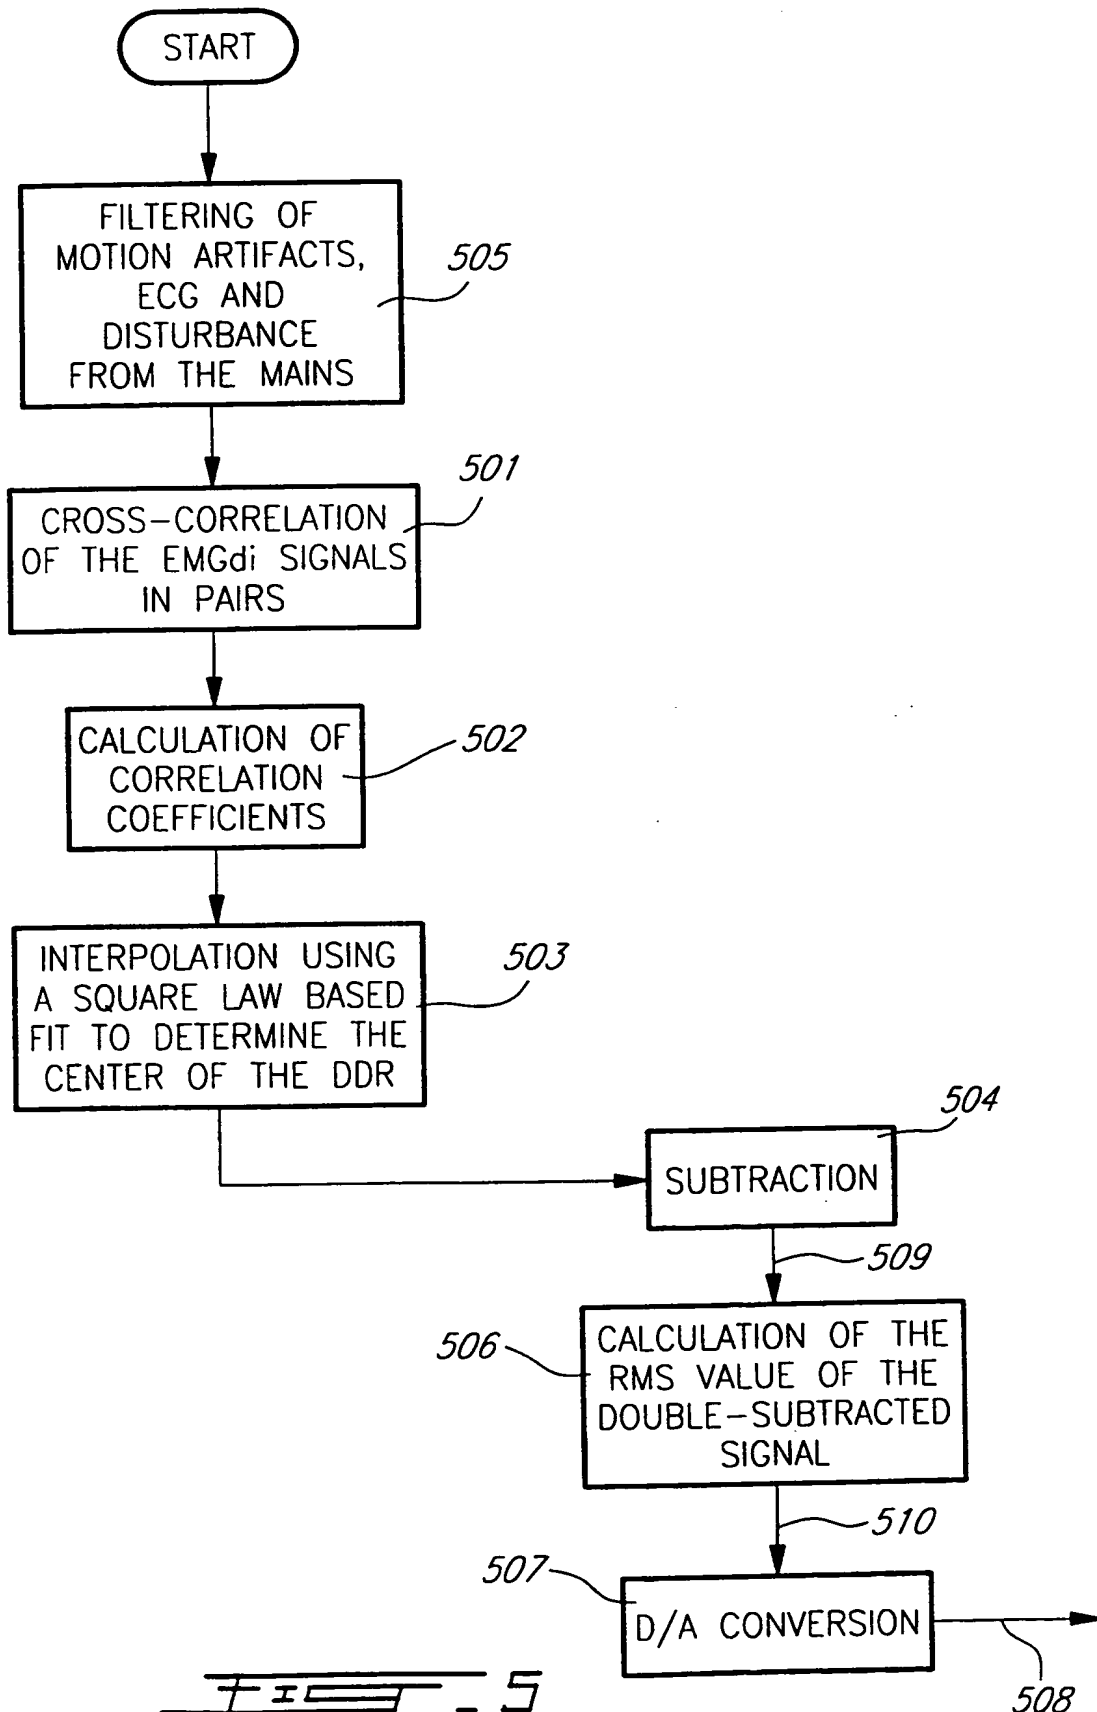 START
FILTERING OF
MOTION ARTIFACTS,
ECG AND
DISTURBANCE
FROM THE MAINS
505
501
CROSS-CORRELATION
OF THE EMGdi SIGNALS
IN PAIRS
CALCULATION OF
CORRELATION
COEFFICIENTS
502
INTERPOLATION USING
A SQUARE LAW BASED
FIT TO DETERMINE THE
CENTER OF THE DDR
503
504
SUBTRACTION
509
506
CALCULATION OF THE
RMS VALUE OF THE
DOUBLE-SUBTRACTED
SIGNAL
510
507
D/A CONVERSION
508
FIG. 5